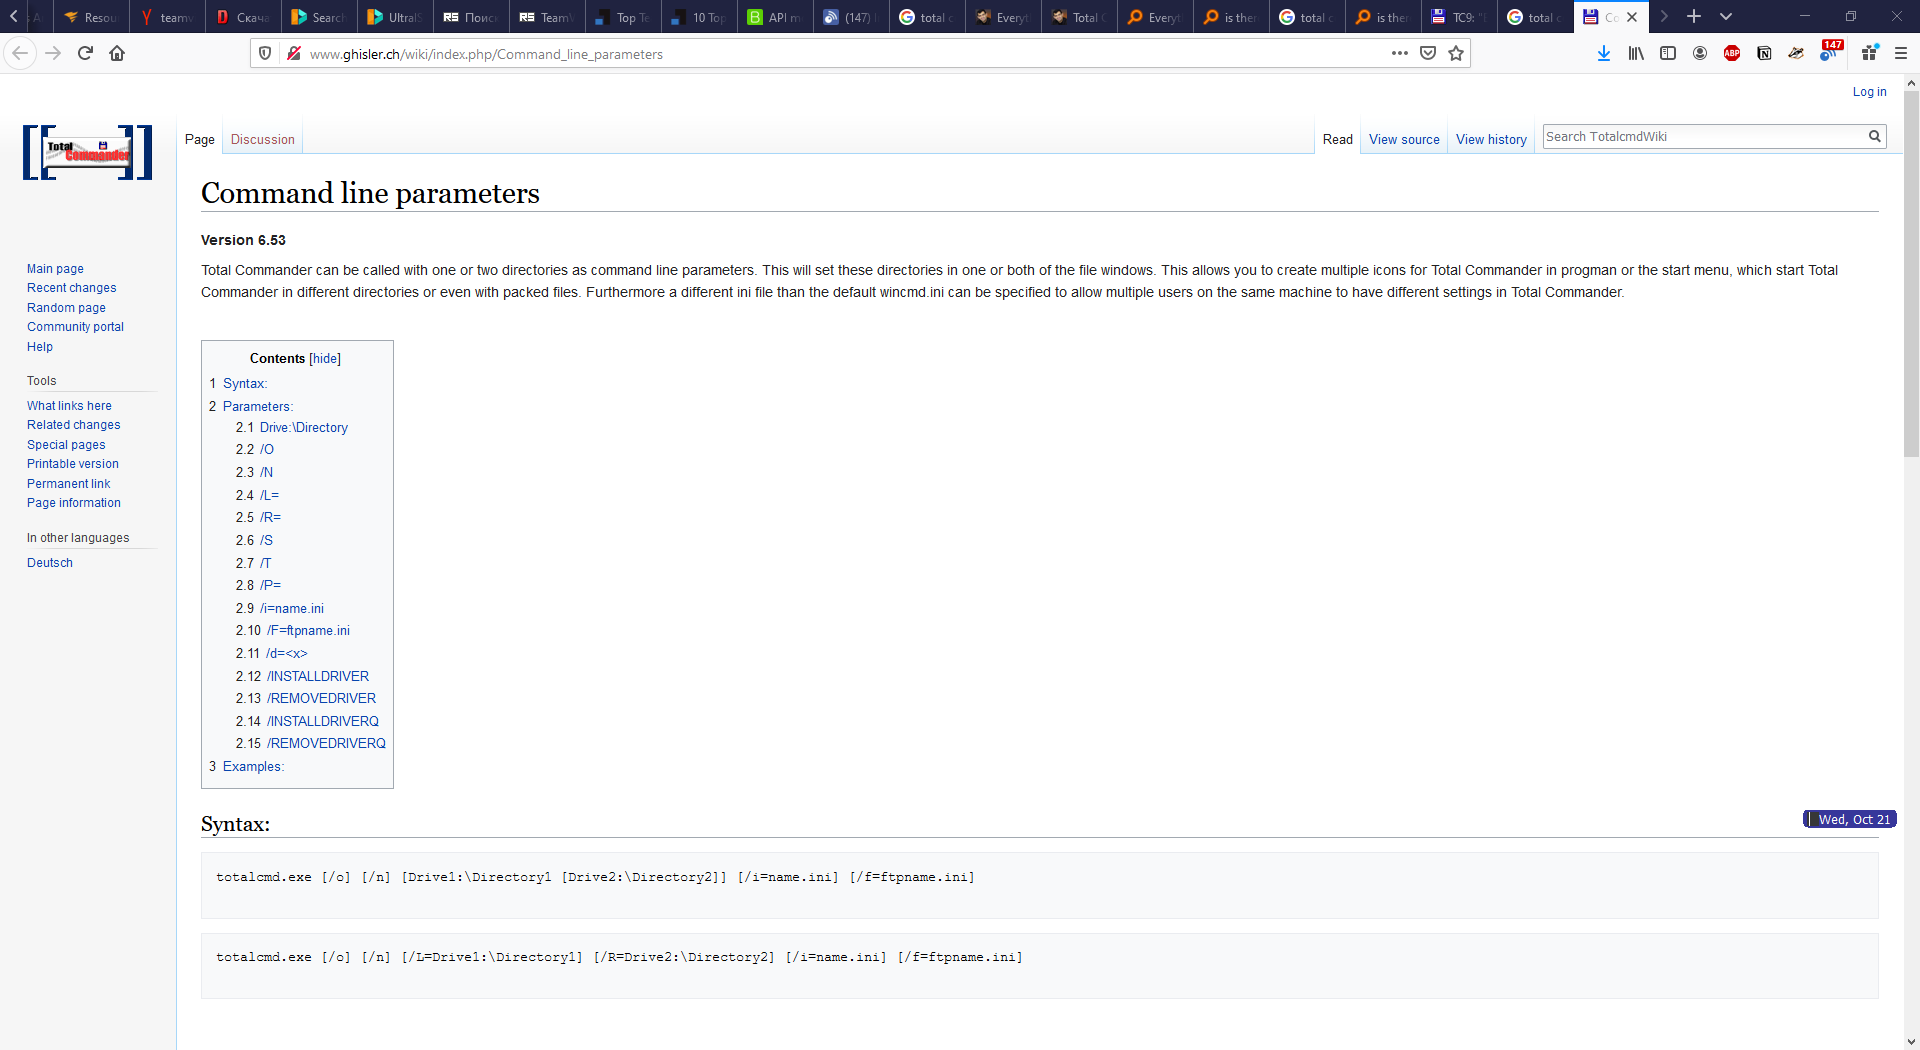 Resou
teamv
Скача
Search
UltralS
Поиск
TeamV
Top Te
10 Top
API m
(147)
total c
Everyt
Total C
Everyt
is ther
total c
is ther
TC9: "E
total c
Co
www.ghisler.ch/wiki/index.php/Command_line_parameters
ABP
147
Log in
Total
Commander
Page
Discussion
Read
View source
View history
Search TotalcmdWiki
Command line parameters
Version 6.53
Total Commander can be called with one or two directories as command line parameters. This will set these directories in one or both of the file windows. This allows you to create multiple icons for Total Commander in progman or the start menu, which start Total
Commander in different directories or even with packed files. Furthermore a different ini file than the default wincmd.ini can be specified to allow multiple users on the same machine to have different settings in Total Commander.
Main page
Recent changes
Random page
Community portal
Help
Tools
What links here
Related changes
Special pages
Printable version
Permanent link
Page information
In other languages
Deutsch
Contents [hide]
1 Syntax:
2 Parameters:
2.1 Drive:\Directory
2.2 /O
2.3 /N
2.4 /L=
2.5 /R=
2.6 /S
2.7 /T
2.8 /P=
2.9 /i=name.ini
2.10 /F=ftpname.ini
2.11 /d=<x>
2.12 /INSTALLDRIVER
2.13 /REMOVEDRIVER
2.14 /INSTALLDRIVERQ
2.15 /REMOVEDRIVERQ
3 Examples:
Syntax:
Wed, Oct 21
totalcmd.exe [/o] [/n] [Drive1:\Directory1 [Drive2:\Directory2]] [/i=name.ini] [/f=ftpname.ini]
totalcmd.exe [/o] [/n] [/L=Drive1:\Directory1] [/R=Drive2:\Directory2] [/i=name.ini] [/f=ftpname.ini]